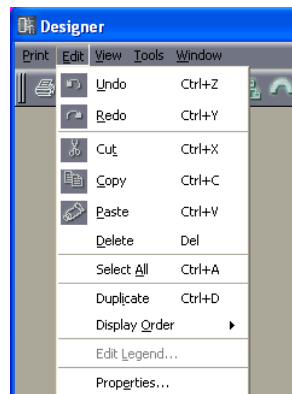 Designer
Print Edit View Tools Window
Undo Ctrl+Z
Redo Ctrl+Y
Cut Ctrl+X
Copy Ctrl+C
Paste Ctrl+V
Delete Del
Select All Ctrl+A
Duplicate Ctrl+D
Display Order
Edit Legend...
Properties...